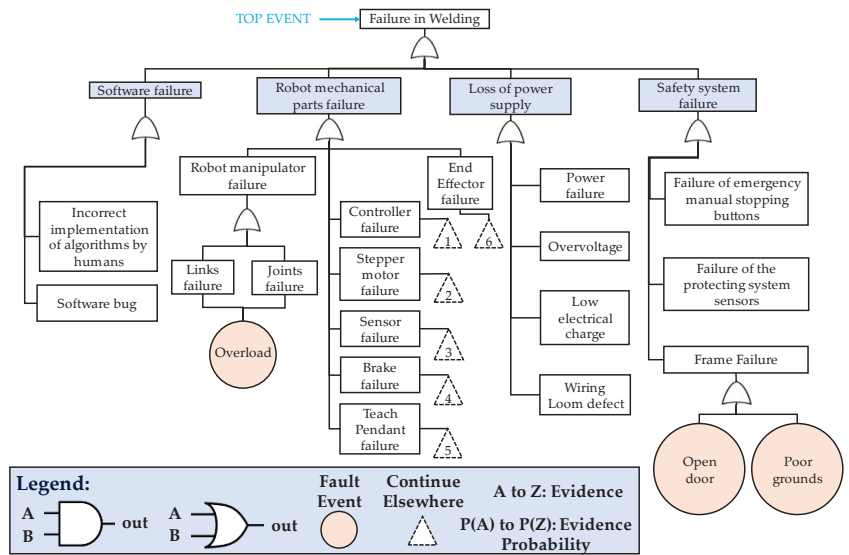 TOP EVENT
Failure in Welding
Software failure
Robot mechanical
parts failure
Loss of power
supply
Safety system
failure
Robot manipulator
failure
End
Effector
failure
Incorrect
implementation
of algorithms by
humans
Software bug
Links
failure
Joints
failure
Overload
Controller
failure
1
6
Stepper
motor
failure
2
Sensor
failure
3
Brake
failure
4
Teach
Pendant
failure
5
Power
failure
Overvoltage
Low
electrical
charge
Wiring
Loom defect
Failure of emergency
manual stopping
buttons
Failure of the
protecting system
sensors
Frame Failure
Open
door
Poor
grounds
Legend:
A
B
out
A
B
out
Fault
Event
Continue
Elsewhere
A to Z: Evidence
P(A) to P(Z): Evidence
Probability